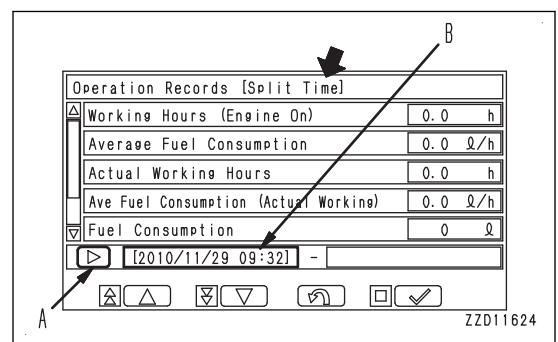 B
Operation Records [Split Time]
Working Hours (Engine On) 0.0 h
Average Fuel Consumption 0.0 ℓ/h
Actual Working Hours 0.0 h
Ave Fuel Consumption (Actual Working) 0.0 ℓ/h
Fuel Consumption 0 ℓ
[2010/11/29 09:32] -
A
ZZD11624